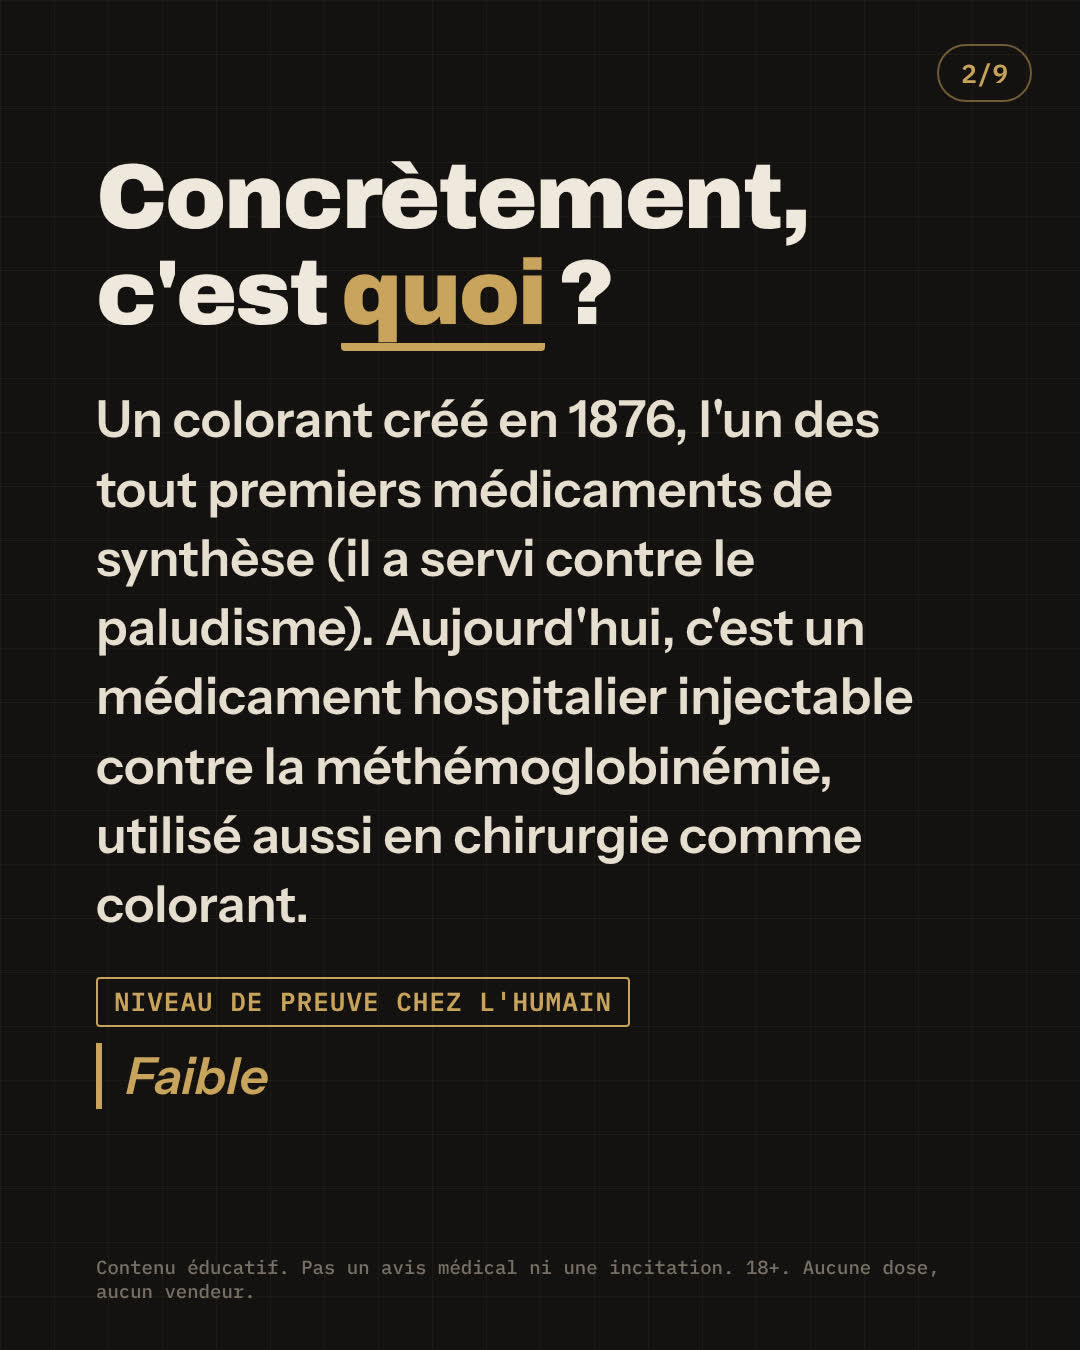 2/9
Concrètement,
c'est quoi ?
Un colorant créé en 1876, l'un des
tout premiers médicaments de
synthèse (il a servi contre le
paludisme). Aujourd'hui, c'est un
médicament hospitalier injectable
contre la méthémoglobinémie,
utilisé aussi en chirurgie comme
colorant.
NIVEAU DE PREUVE CHEZ L'HUMAIN
Faible
Contenu éducatif. Pas un avis médical ni une incitation. 18+. Aucune dose,
aucun vendeur.